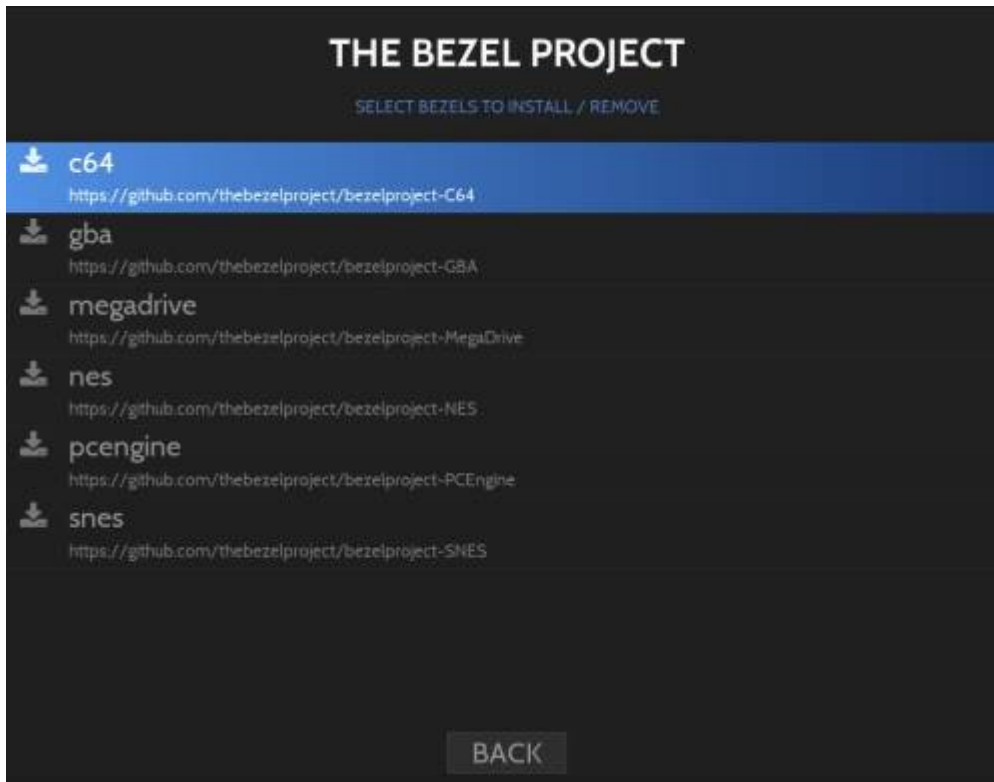 THE BEZEL PROJECT
SELECT BEZELS TO INSTALL / REMOVE
c64
https://github.com/thebezelproject/bezelproject-C64
gba
https://github.com/thebezelproject/bezelproject-GBA
megadrive
https://github.com/thebezelproject/bezelproject-MegaDrive
nes
https://github.com/thebezelproject/bezelproject-NES
pcengine
https://github.com/thebezelproject/bezelproject-PCEngine
snes
https://github.com/thebezelproject/bezelproject-SNES
BACK